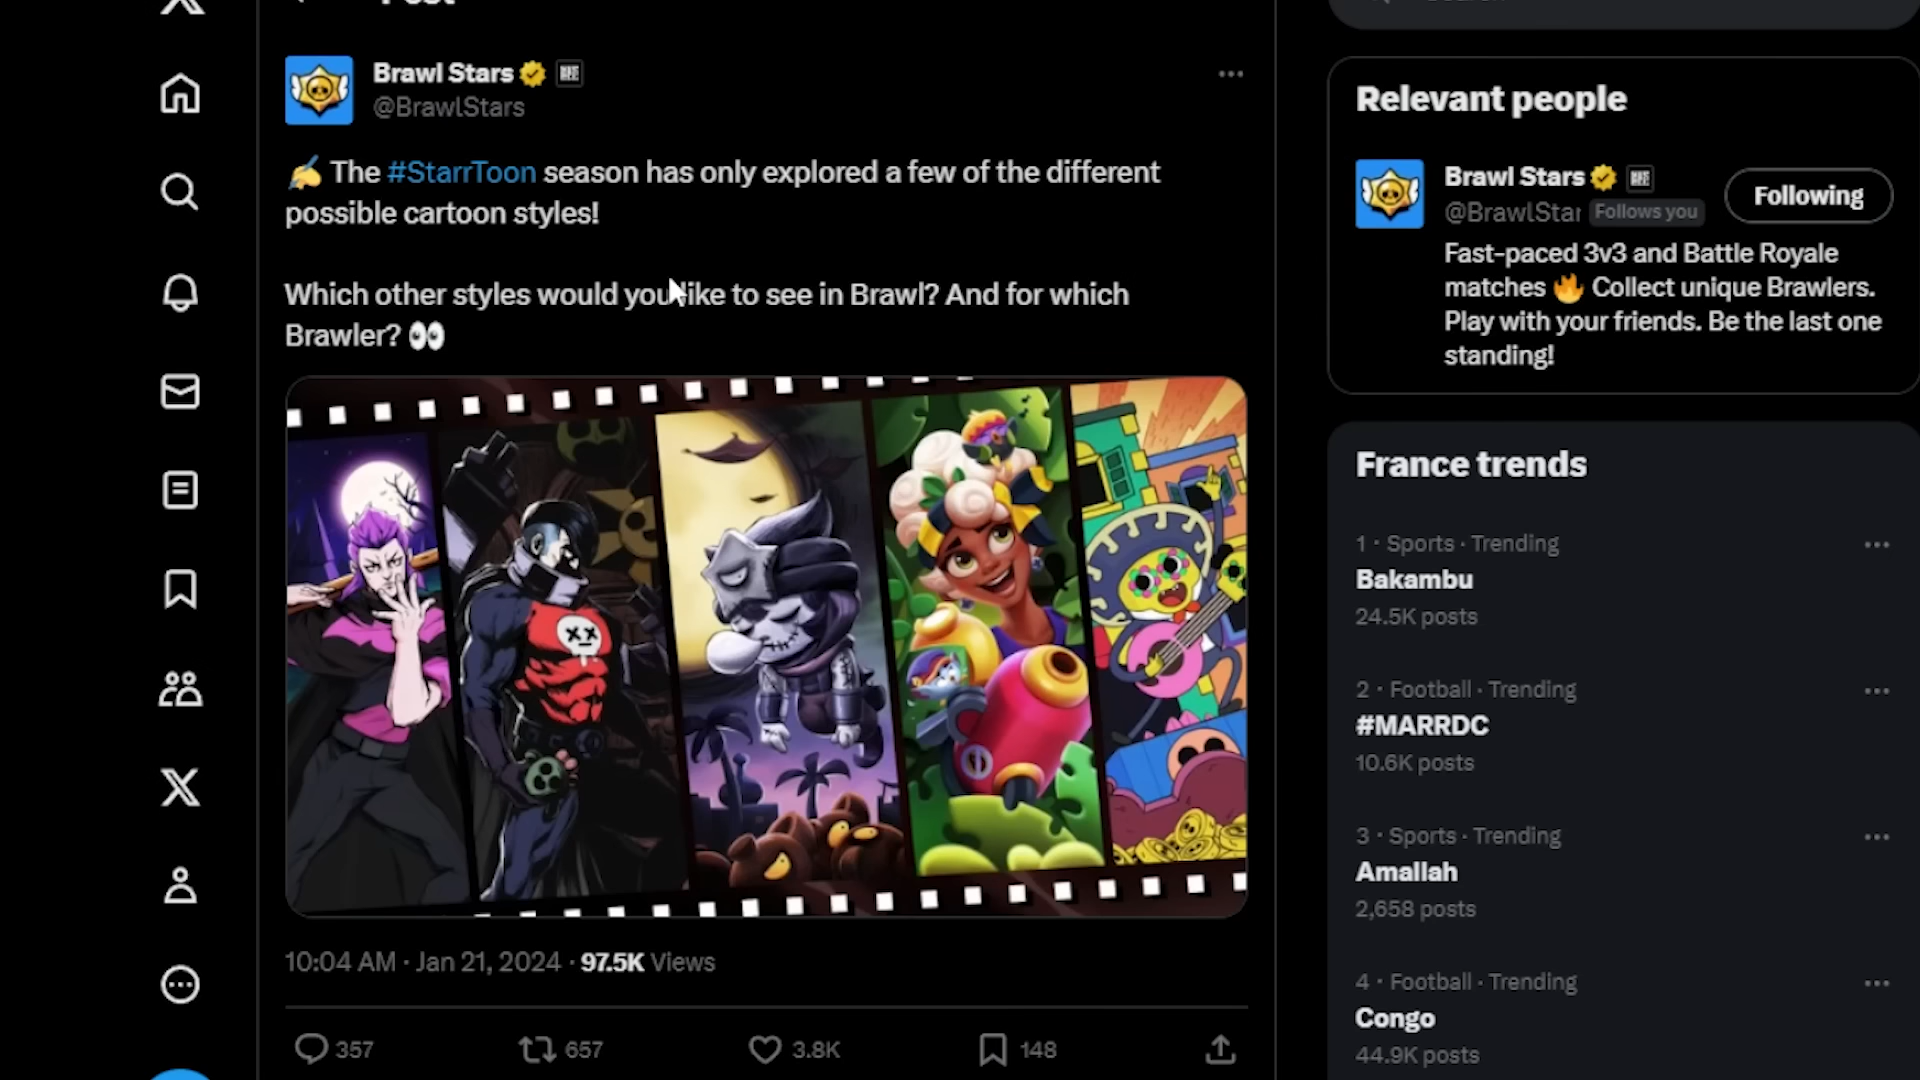 Post
Brawl Stars
@BrawlStars
✍️ The #StarrToon season has only explored a few of the different
possible cartoon styles!
Which other styles would you like to see in Brawl? And for which
Brawler? 👀
10:04 AM · Jan 21, 2024 · 97.5K Views
357
657
3.8K
148
Search
Relevant people
Brawl Stars
@BrawlStar
Follows you
Following
Fast-paced 3v3 and Battle Royale
matches 🔥 Collect unique Brawlers.
Play with your friends. Be the last one
standing!
France trends
1 · Sports · Trending
Bakambu
24.5K posts
2 · Football · Trending
#MARRDC
10.6K posts
3 · Sports · Trending
Amallah
2,658 posts
4 · Football · Trending
Congo
44.9K posts